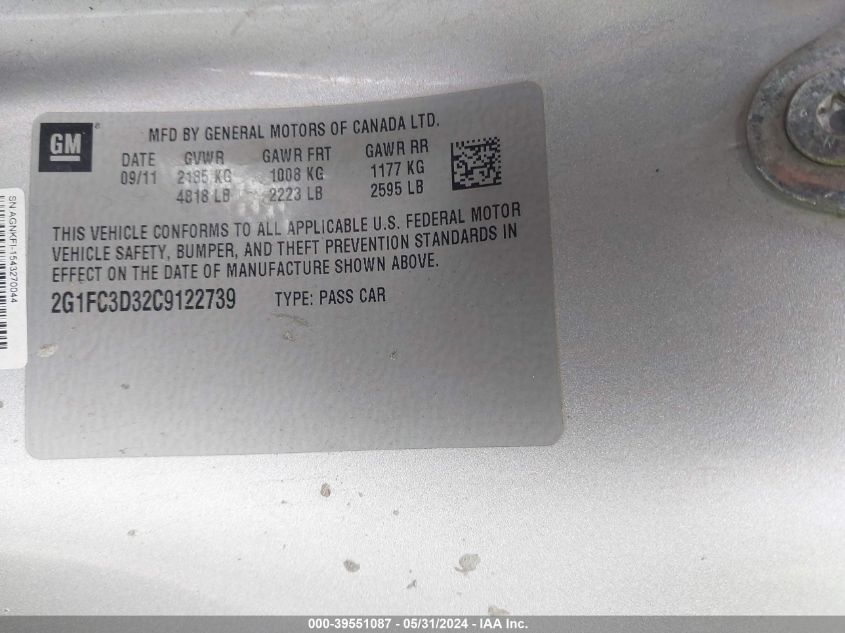 GM
MFD BY GENERAL MOTORS OF CANADA LTD.
DATE GVWR GAWR FRT GAWR RR
09/11 2185 KG 1008 KG 1177 KG
4818 LB 2223 LB 2595 LB
THIS VEHICLE CONFORMS TO ALL APPLICABLE U.S. FEDERAL MOTOR
VEHICLE SAFETY, BUMPER, AND THEFT PREVENTION STANDARDS IN
EFFECT ON THE DATE OF MANUFACTURE SHOWN ABOVE.
2G1FC3D32C9122739 TYPE: PASS CAR
SN AGNKFI-1543270044
000-39551087 - 05/31/2024 - IAA Inc.